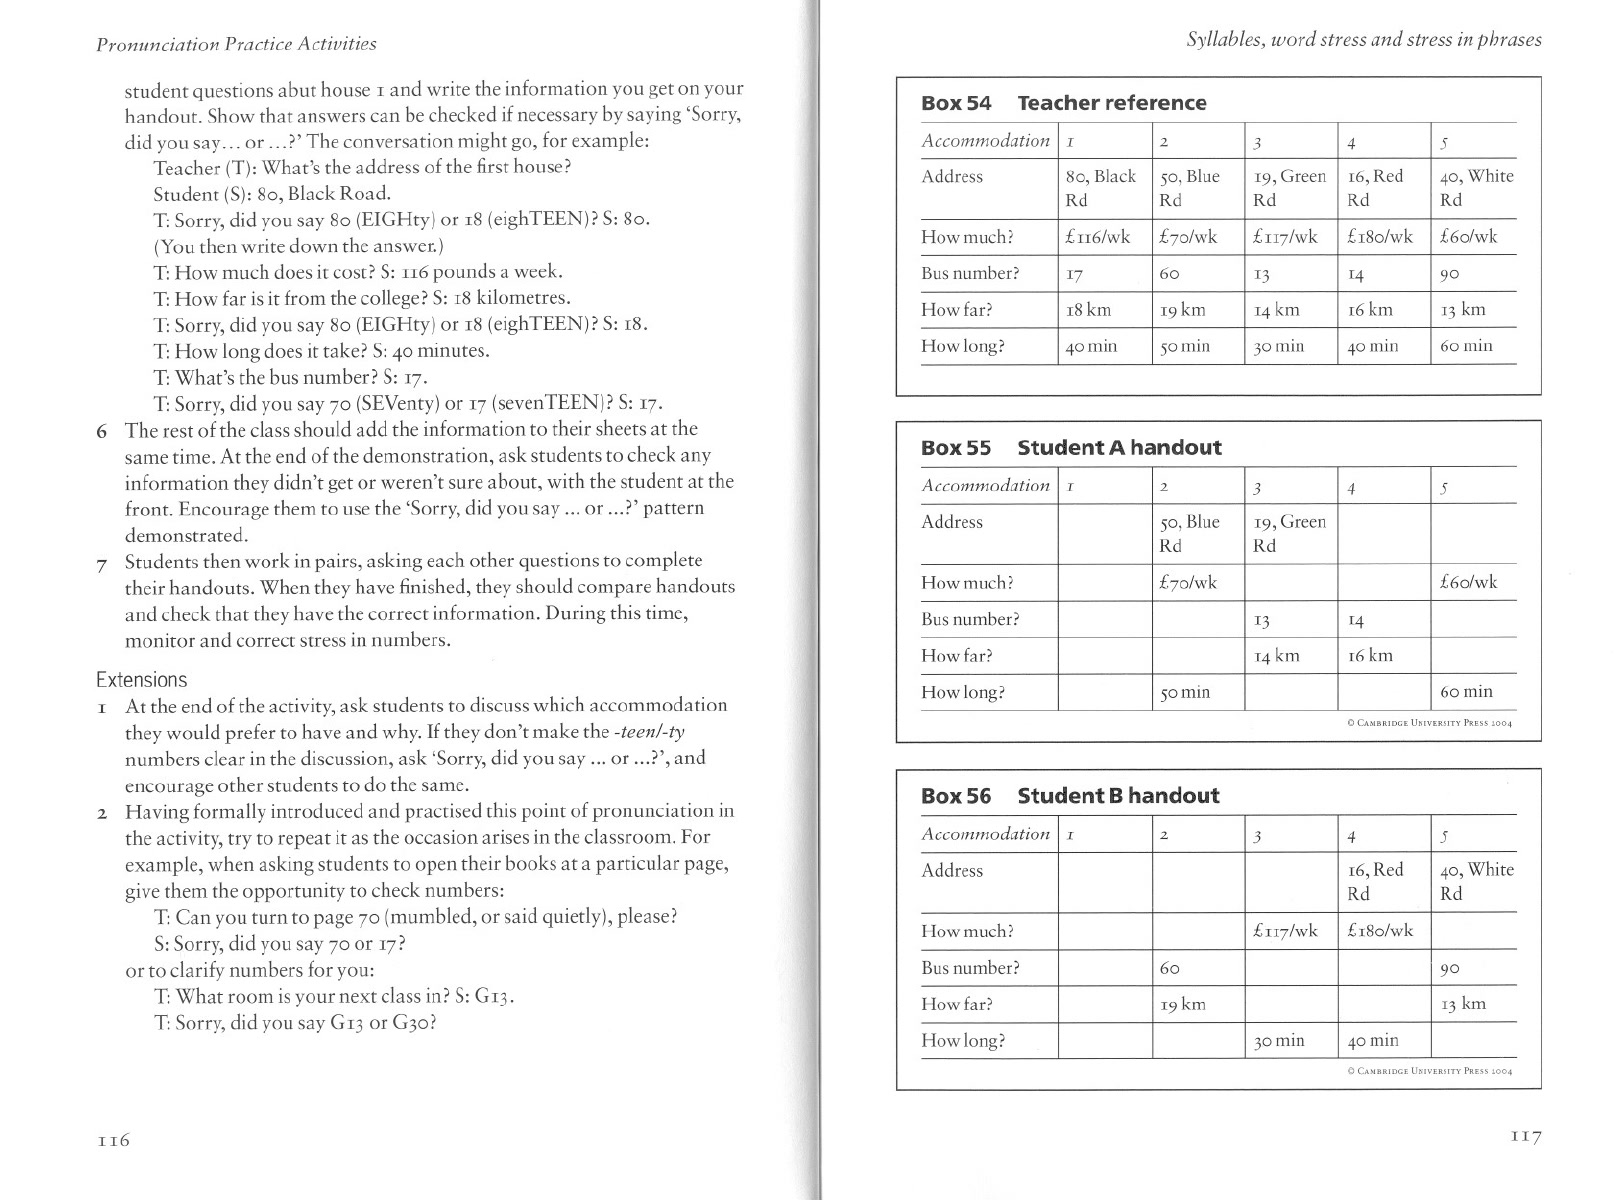 Pronunciation Practice Activities
student questions abut house 1 and write the information you get on your
handout. Show that answers can be checked if necessary by saying ‘Sorry,
did you say... or ...?’ The conversation might go, for example:
Teacher (T): What’s the address of the first house?
Student (S): 80, Black Road.
T: Sorry, did you say 80 (EIGHty) or 18 (eighTEEN)? S: 80.
(You then write down the answer.)
T: How much does it cost? S: 116 pounds a week.
T: How far is it from the college? S: 18 kilometres.
T: Sorry, did you say 80 (EIGHty) or 18 (eighTEEN)? S: 18.
T: How long does it take? S: 40 minutes.
T: What’s the bus number? S: 17.
T: Sorry, did you say 70 (SEVenty) or 17 (sevenTEEN)? S: 17.
6 The rest of the class should add the information to their sheets at the
same time. At the end of the demonstration, ask students to check any
information they didn’t get or weren’t sure about, with the student at the
front. Encourage them to use the ‘Sorry, did you say ... or ...?’ pattern
demonstrated.
7 Students then work in pairs, asking each other questions to complete
their handouts. When they have finished, they should compare handouts
and check that they have the correct information. During this time,
monitor and correct stress in numbers.
Extensions
1 At the end of the activity, ask students to discuss which accommodation
they would prefer to have and why. If they don’t make the -teen/-ty
numbers clear in the discussion, ask ‘Sorry, did you say ... or ...?’, and
encourage other students to do the same.
2 Having formally introduced and practised this point of pronunciation in
the activity, try to repeat it as the occasion arises in the classroom. For
example, when asking students to open their books at a particular page,
give them the opportunity to check numbers:
T: Can you turn to page 70 (mumbled, or said quietly), please?
S: Sorry, did you say 70 or 17?
or to clarify numbers for you:
T: What room is your next class in? S: G13.
T: Sorry, did you say G13 or G30?
116
Syllables, word stress and stress in phrases
Box 54 Teacher reference
Accommodation 1 2 3 4 5
Address 80, Black 50, Blue 19, Green 16, Red 40, White
Rd Rd Rd Rd Rd
How much? £116/wk £70/wk £117/wk £180/wk £60/wk
Bus number? 17 60 13 14 90
How far? 18 km 19 km 14 km 16 km 13 km
How long? 40 min 50 min 30 min 40 min 60 min
Box 55 Student A handout
Accommodation 1 2 3 4 5
Address 50, Blue 19, Green
Rd Rd
How much? £70/wk £60/wk
Bus number? 13 14
How far? 14 km 16 km
How long? 50 min 60 min
© CAMBRIDGE UNIVERSITY PRESS 2004
Box 56 Student B handout
Accommodation 1 2 3 4 5
Address 16, Red 40, White
Rd Rd
How much? £117/wk £180/wk
Bus number? 60 90
How far? 19 km 13 km
How long? 30 min 40 min
© CAMBRIDGE UNIVERSITY PRESS 2004
117